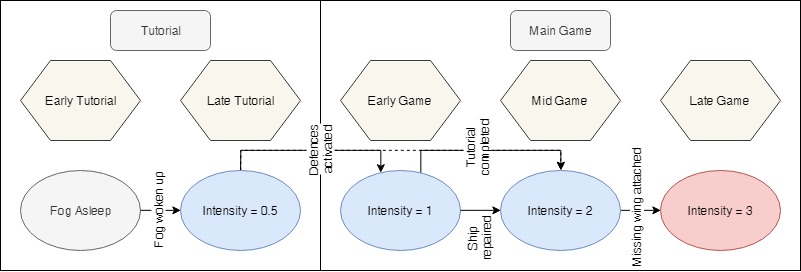 Tutorial
Main Game
Early Tutorial
Late Tutorial
Early Game
Mid Game
Late Game
Defences
activated
Tutorial
completed
Fog Asleep
Fog woken up
Intensity = 0.5
Intensity = 1
Ship
repaired
Intensity = 2
Missing wing attached
Intensity = 3